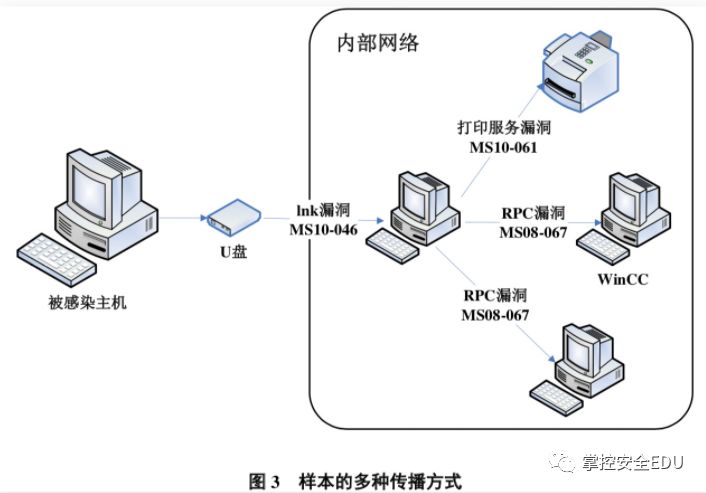 内部网络
打印服务漏洞
MS10-061
lnk漏洞
MS10-046
RPC漏洞
MS08-067
U盘
WinCC
被感染主机
RPC漏洞
MS08-067
掌控安全EDU
图 3 样本的多种传播方式